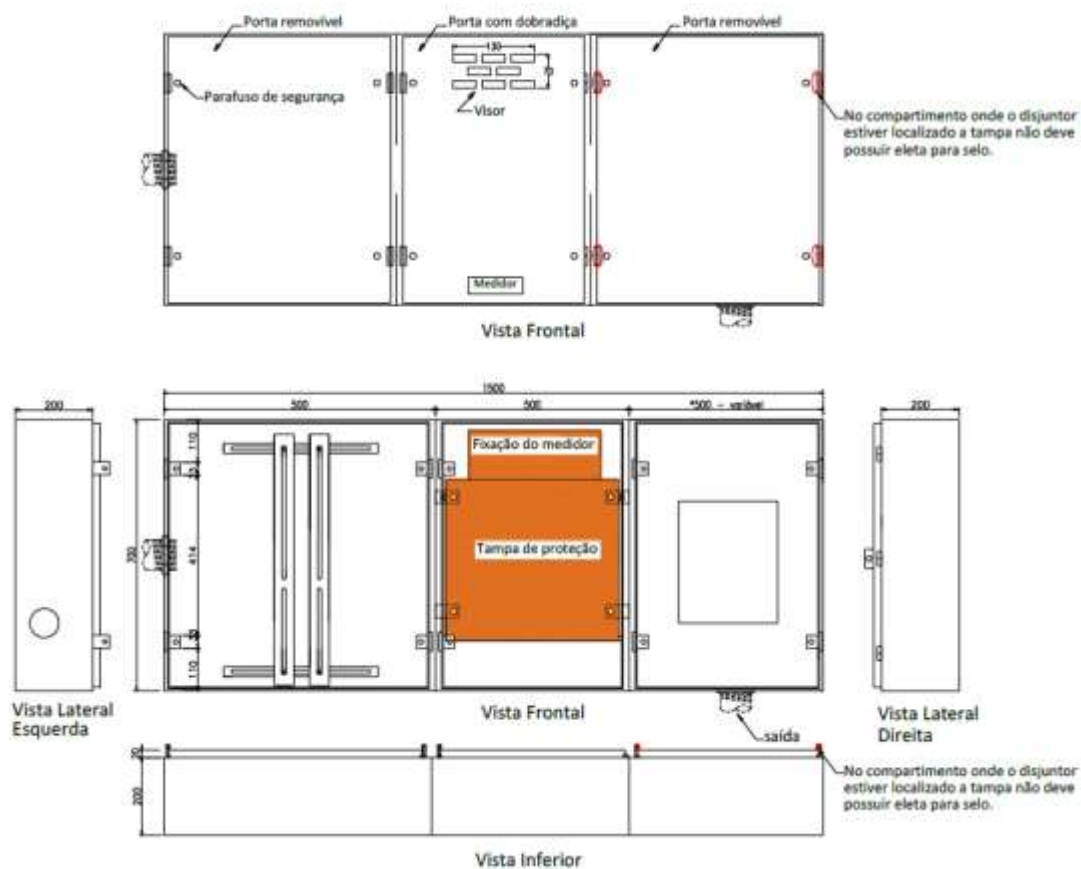 Porta removível
Porta com dobradiça
Porta removível
130
Parafuso de segurança
Visor
No compartimento onde o disjuntor
estiver localizado a tampa não deve
possuir eleta para selo.
Medidor
Vista Frontal
1500
200
500
500
*500 - variável
200
110
Fixação do medidor
700
414
Tampa de proteção
110
Vista Lateral
Esquerda
Vista Frontal
saída
Vista Lateral
Direita
No compartimento onde o disjuntor
estiver localizado a tampa não deve
possuir eleta para selo.
200
Vista Inferior